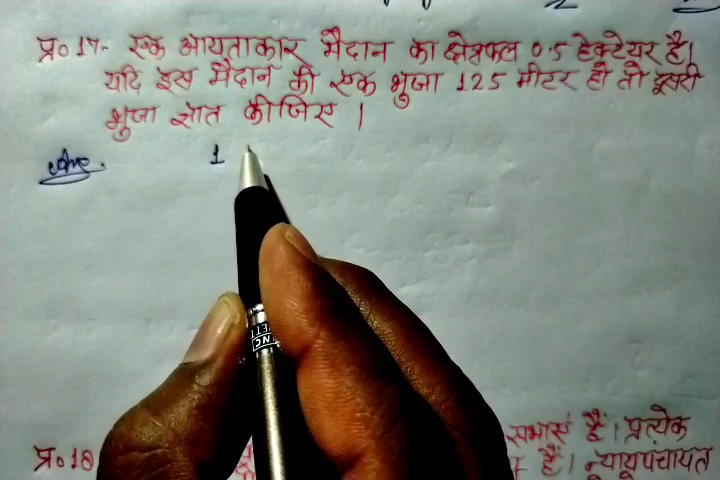 प्र० 17- एक आयताकार मैदान का क्षेत्रफल 0.5 हेक्टेयर है।
यदि इस मैदान की एक भुजा 125 मीटर हो तो दूसरी
भुजा ज्ञात कीजिए ।
1
सभाएं हैं। प्रत्येक
प्र० 18 हैं। न्यायपंचायत